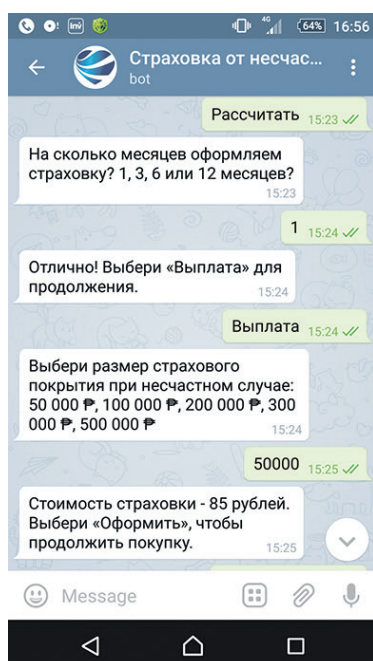 4G 64% 16:56
Страховка от несчас...
bot
Рассчитать 15:23
На сколько месяцев оформляем
страховку? 1, 3, 6 или 12 месяцев?
15:23
1 15:24
Отлично! Выбери «Выплата» для
продолжения. 15:24
Выплата 15:24
Выбери размер страхового
покрытия при несчастном случае:
50 000 ₱, 100 000 ₱, 200 000 ₱, 300
000 ₱, 500 000 ₱ 15:24
50000 15:25
Стоимость страховки - 85 рублей.
Выбери «Оформить», чтобы
продолжить покупку. 15:25
Message